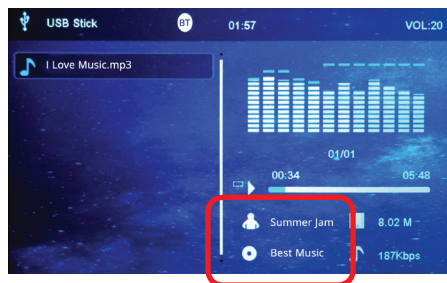 USB Stick BT 01:57 VOL:20
I Love Music.mp3
01/01
00:34 05:48
Summer Jam 8.02 M
Best Music 187Kbps